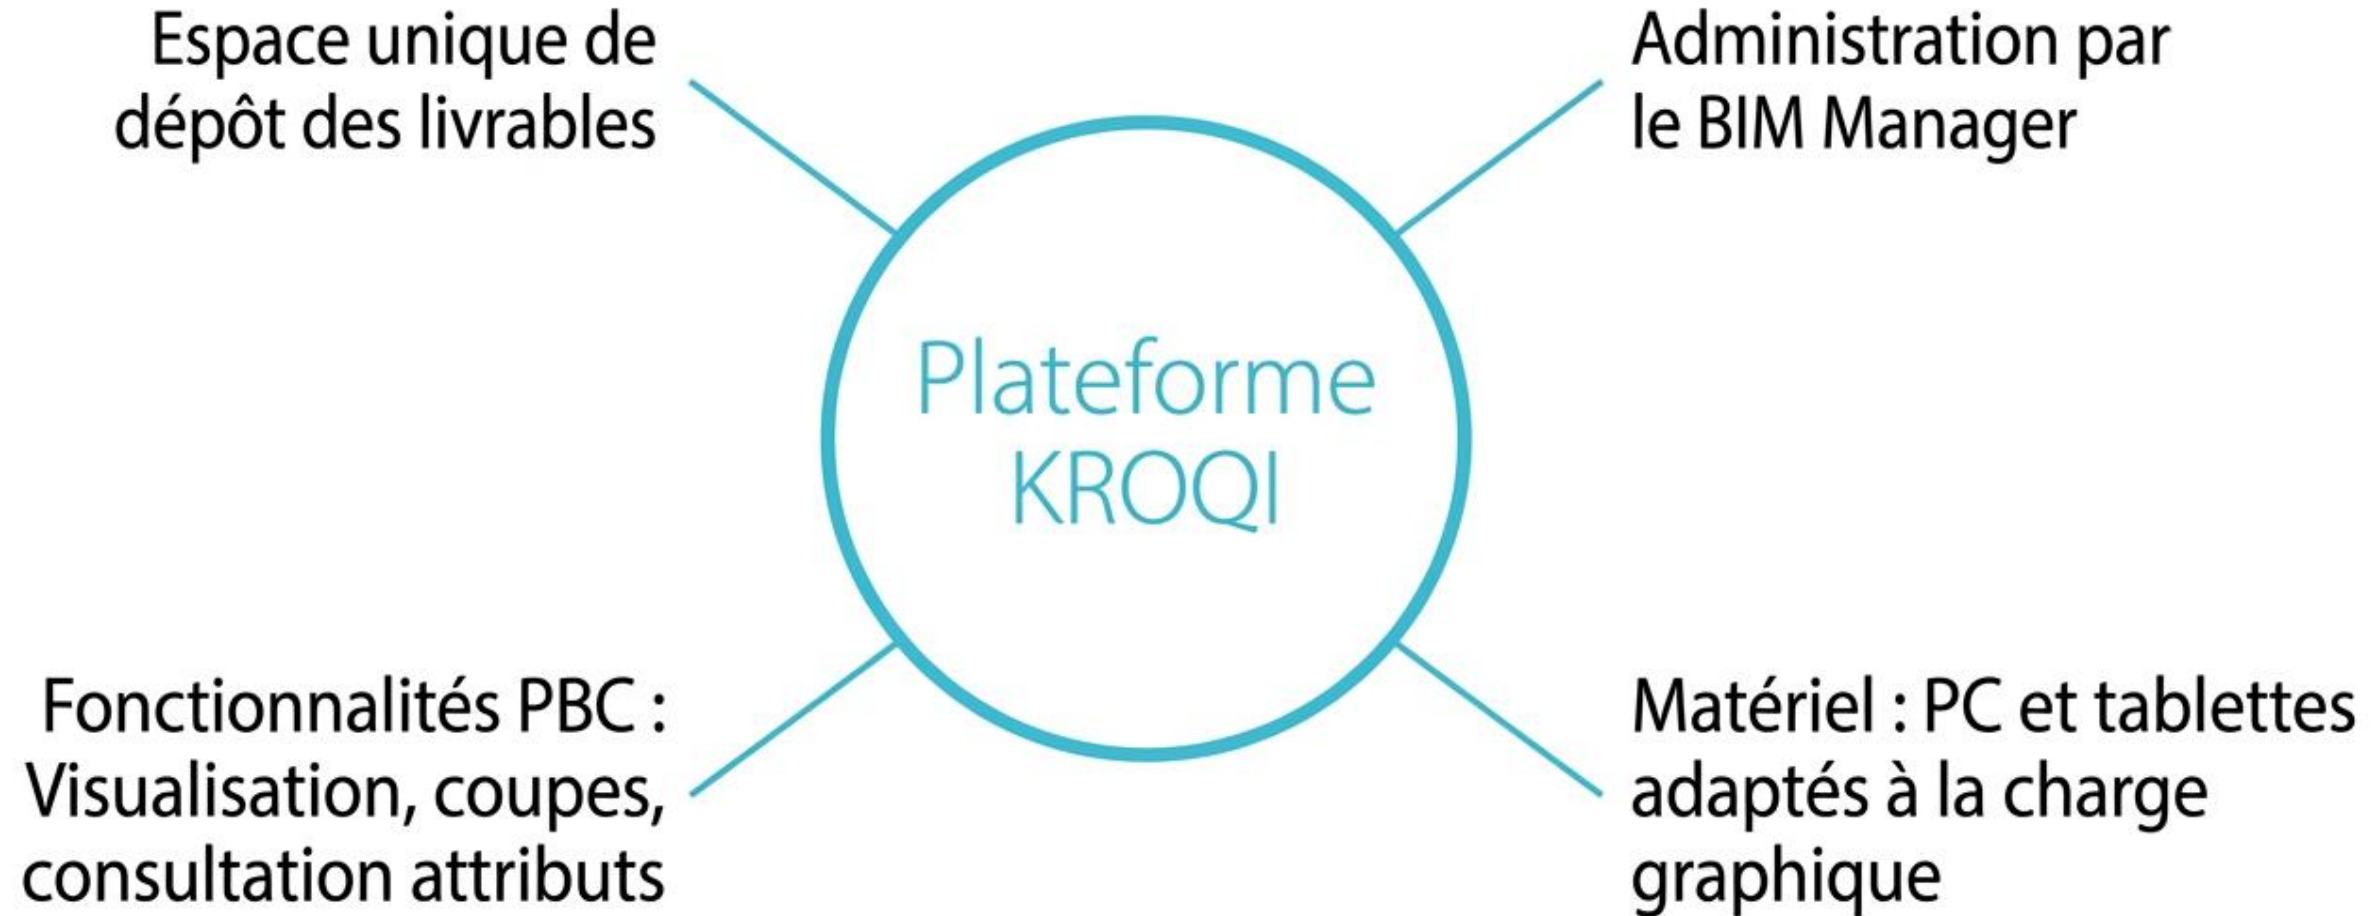 Espace unique de
dépôt des livrables
Administration par
le BIM Manager
Plateforme
KROQI
Fonctionnalités PBC :
Visualisation, coupes,
consultation attributs
Matériel : PC et tablettes
adaptés à la charge
graphique